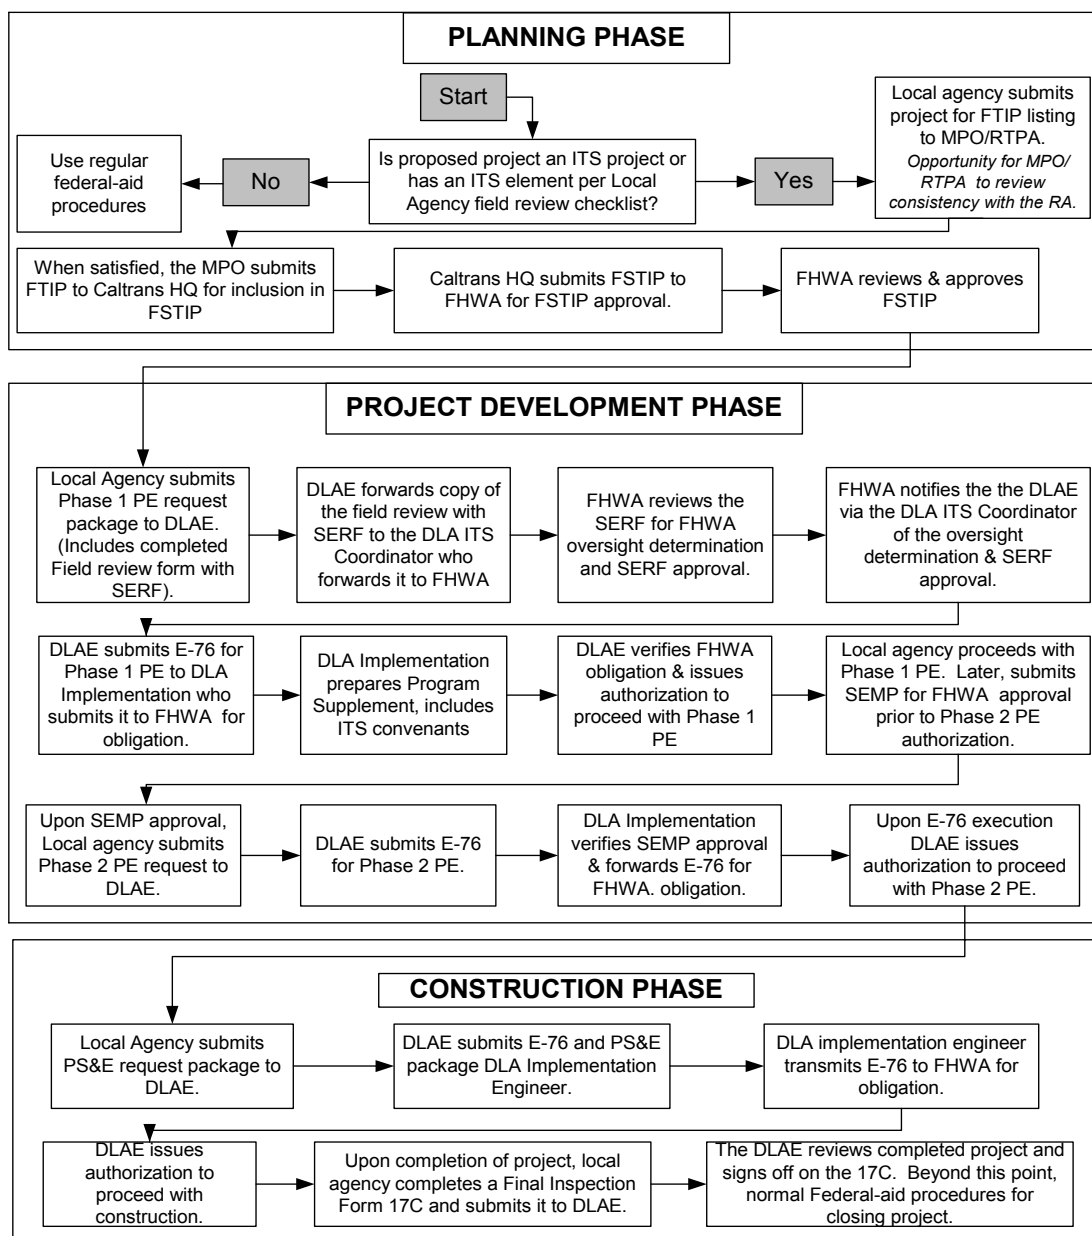 PLANNING PHASE
Start
Is proposed project an ITS project or
has an ITS element per Local
Agency field review checklist?
No
Use regular
federal-aid
procedures
Yes
Local agency submits
project for FTIP listing
to MPO/RTPA.
Opportunity for MPO/
RTPA to review
consistency with the RA.
When satisfied, the MPO submits
FTIP to Caltrans HQ for inclusion in
FSTIP
Caltrans HQ submits FSTIP to
FHWA for FSTIP approval.
FHWA reviews & approves
FSTIP
PROJECT DEVELOPMENT PHASE
Local Agency submits
Phase 1 PE request
package to DLAE.
(Includes completed
Field review form with
SERF).
DLAE forwards copy of
the field review with
SERF to the DLA ITS
Coordinator who
forwards it to FHWA
FHWA reviews the
SERF for FHWA
oversight determination
and SERF approval.
FHWA notifies the the DLAE
via the DLA ITS Coordinator
of the oversight
determination & SERF
approval.
DLAE submits E-76 for
Phase 1 PE to DLA
Implementation who
submits it to FHWA for
obligation.
DLA Implementation
prepares Program
Supplement, includes
ITS convenants
DLAE verifies FHWA
obligation & issues
authorization to
proceed with Phase 1
PE
Local agency proceeds with
Phase 1 PE. Later, submits
SEMP for FHWA approval
prior to Phase 2 PE
authorization.
Upon SEMP approval,
Local agency submits
Phase 2 PE request to
DLAE.
DLAE submits E-76
for Phase 2 PE.
DLA Implementation
verifies SEMP approval
& forwards E-76 for
FHWA. obligation.
Upon E-76 execution
DLAE issues
authorization to proceed
with Phase 2 PE.
CONSTRUCTION PHASE
Local Agency submits
PS&E request package to
DLAE.
DLAE submits E-76 and PS&E
package DLA Implementation
Engineer.
DLA implementation engineer
transmits E-76 to FHWA for
obligation.
DLAE issues
authorization to
proceed with
construction.
Upon completion of project, local
agency completes a Final Inspection
Form 17C and submits it to DLAE.
The DLAE reviews completed project and
signs off on the 17C. Beyond this point,
normal Federal-aid procedures for
closing project.